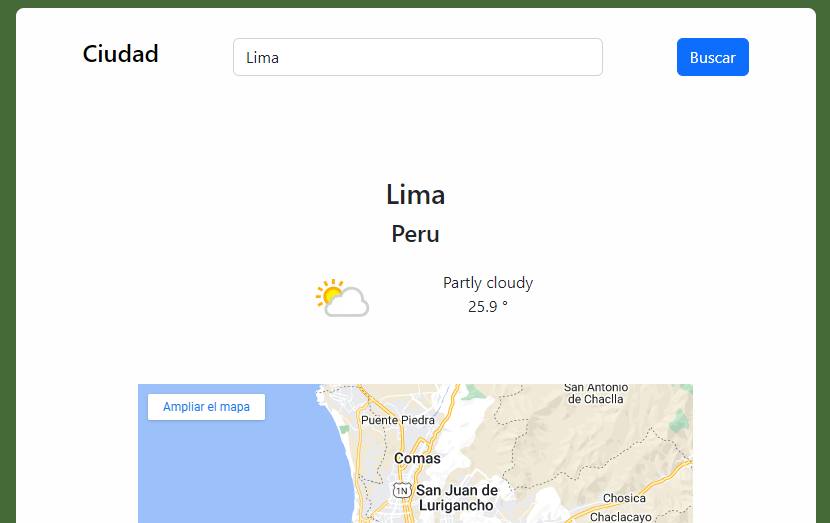 Ciudad
Lima
Buscar
Lima
Peru
Partly cloudy
25.9 °
Ampliar el mapa
San Antonio
de Chaclla
Puente Piedra
Comas
1N
San Juan de
Lurigancho
Chosica
Chaclacayo